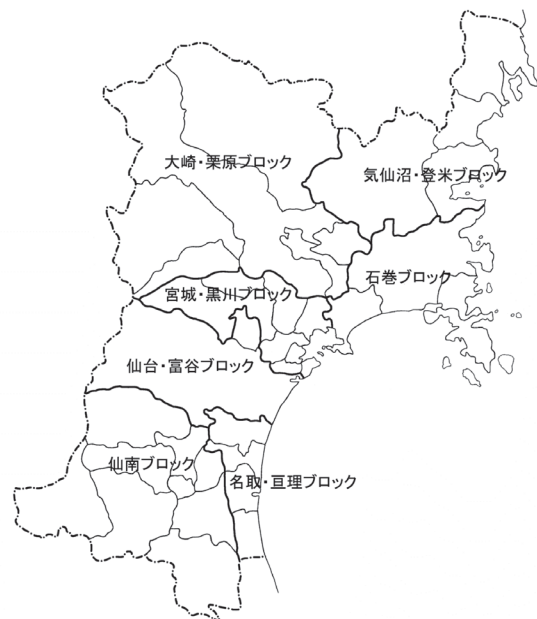 大崎・栗原ブロック
気仙沼・登米ブロック
石巻ブロック
宮城・黒川ブロック
仙台・富谷ブロック
仙南ブロック
名取・亘理ブロック